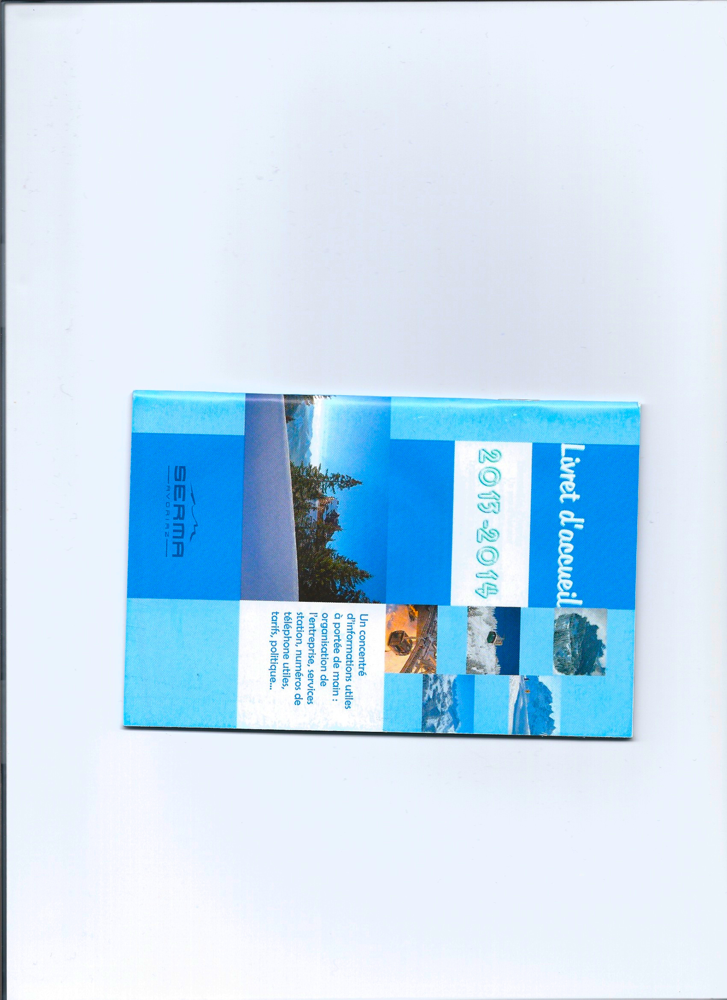 Livret d'accueil
2013-2014
Un concentré
d'informations utiles
à portée de main :
organisation de
l'entreprise, services
station, numéros de
téléphone utiles,
tarifs, politique...
SERMA
AVORIAZ